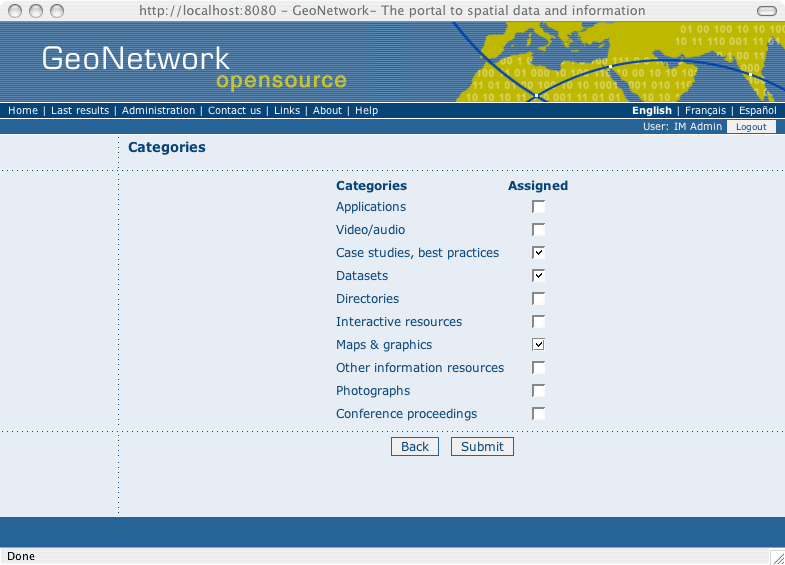 http://localhost:8080 – GeoNetwork– The portal to spatial data and information
GeoNetwork
opensource
Home | Last results | Administration | Contact us | Links | About | Help
English | Français | Español
User: IM Admin Logout
Categories
Categories Assigned
Applications
Video/audio
Case studies, best practices
Datasets
Directories
Interactive resources
Maps & graphics
Other information resources
Photographs
Conference proceedings
Back Submit
Done